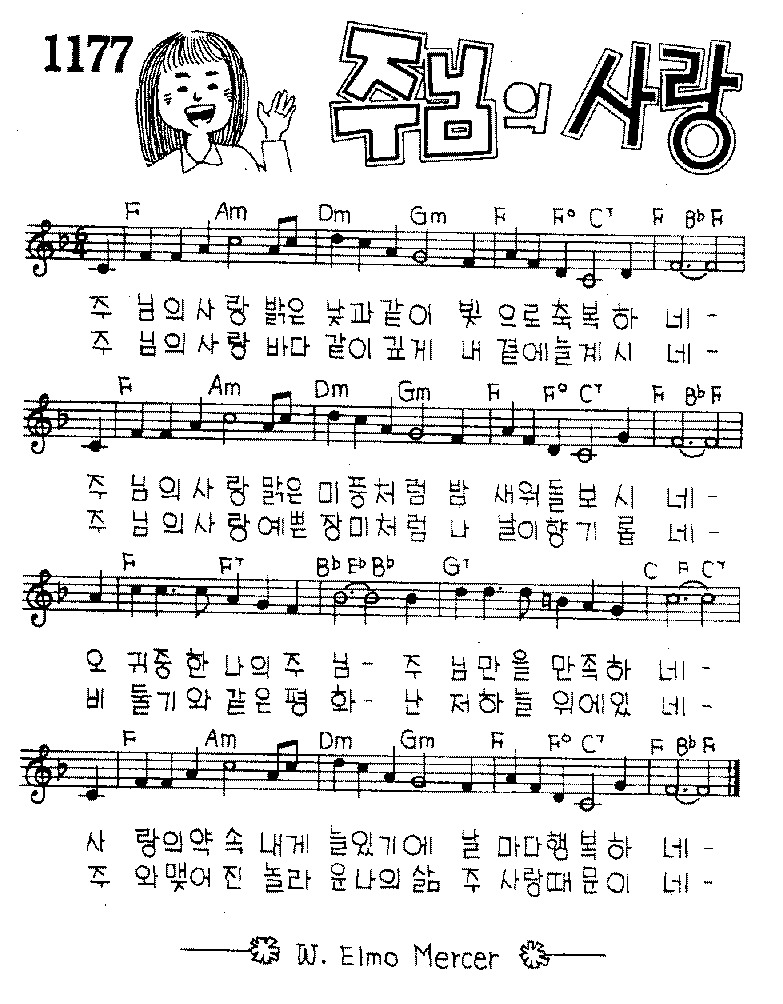 1177
주님의 사랑
F Am Dm Gm F F° C7 F Bb F
주 님의 사 랑 밝은 낮과같이 빛 으로축복하 네 -
주 님의 사 랑 바다 같이 깊게 내 곁에늘계시 네 -
F Am Dm Gm F F° C7 F Bb F
주 님의 사 랑 맑은 미풍처럼 밤 새워돌보시 네 -
주 님의 사 랑 예쁜 장미처럼 나 날이향기롭 네 -
F F7 Bb Eb Bb G7 C F C7
오 귀중한 나의 주 님 - 주 님만을 만족하 네 -
비 둘기와 같은 평 화 - 난 저하늘 위에있 네 -
F Am Dm Gm F F° C7 F Bb F
사 랑의 약 속 내게 늘있기에 날 마다행복하 네 -
주 와맺어 진 놀라 운나의삶 주 사랑때문이 네 -
W. Elmo Mercer